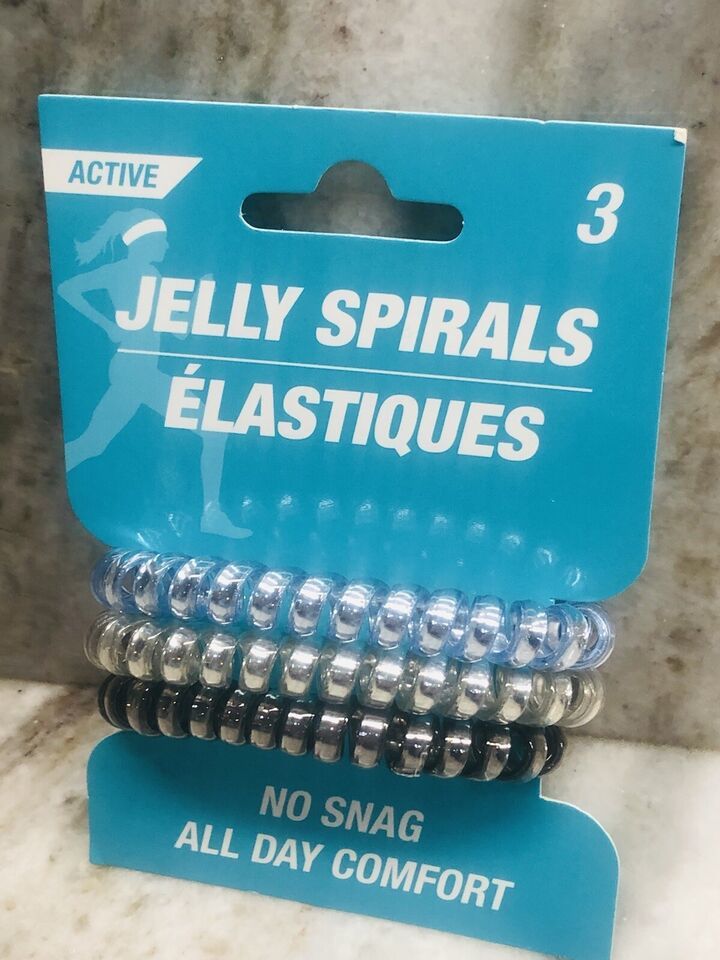 ACTIVE
3
JELLY SPIRALS
ÉLASTIQUES
NO SNAG
ALL DAY COMFORT